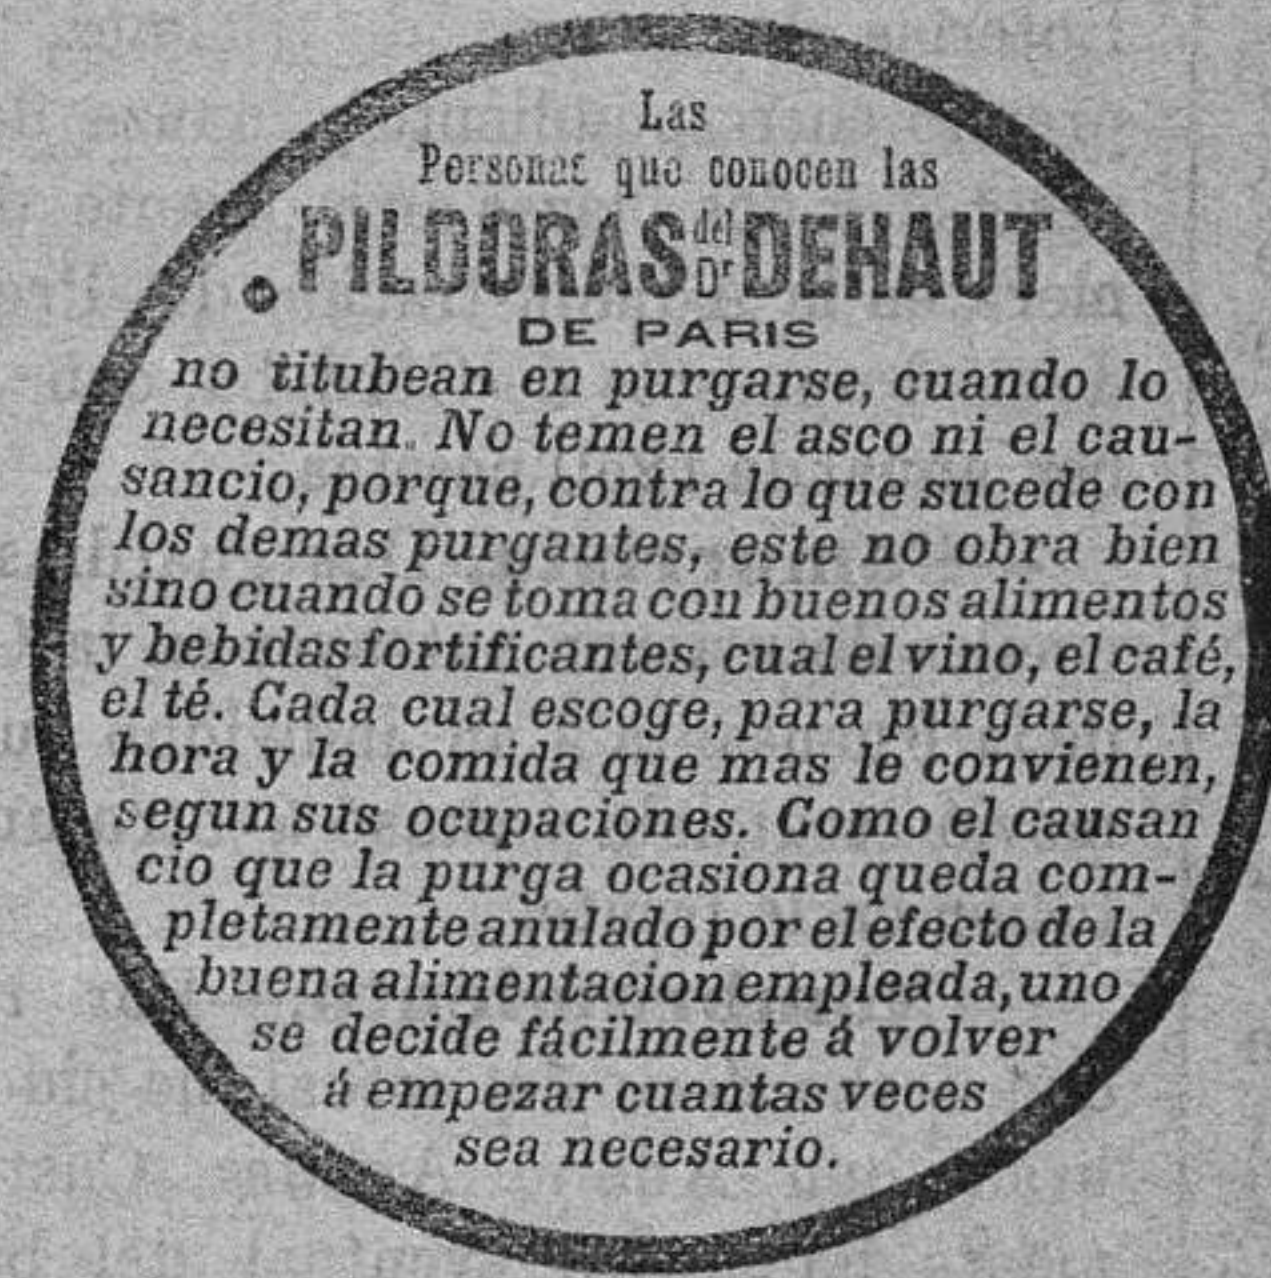 Las
Personas que conocen las
PILDORAS del Dr DEHAUT
DE PARIS
no titubean en purgarse, cuando lo
necesitan. No temen el asco ni el cau-
sancio, porque, contra lo que sucede con
los demas purgantes, este no obra bien
sino cuando se toma con buenos alimentos
y bebidas fortificantes, cual el vino, el café,
el té. Cada cual escoge, para purgarse, la
hora y la comida que mas le convienen,
segun sus ocupaciones. Como el causan
cio que la purga ocasiona queda com-
pletamente anulado por el efecto de la
buena alimentacion empleada, uno
se decide fácilmente á volver
á empezar cuantas veces
sea necesario.